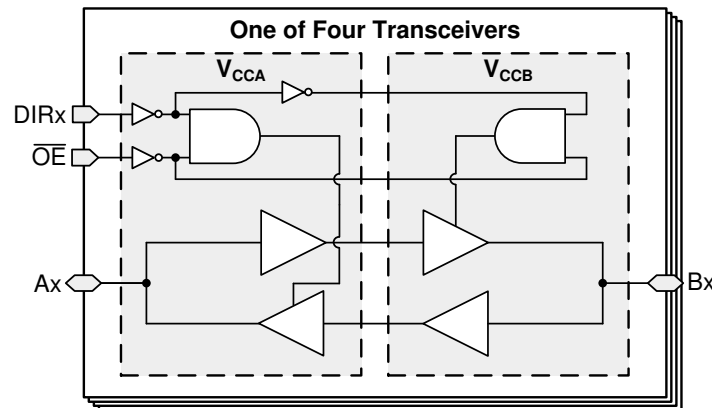 One of Four Transceivers
VCCA
VCCB
DIRx
OE
Ax
Bx